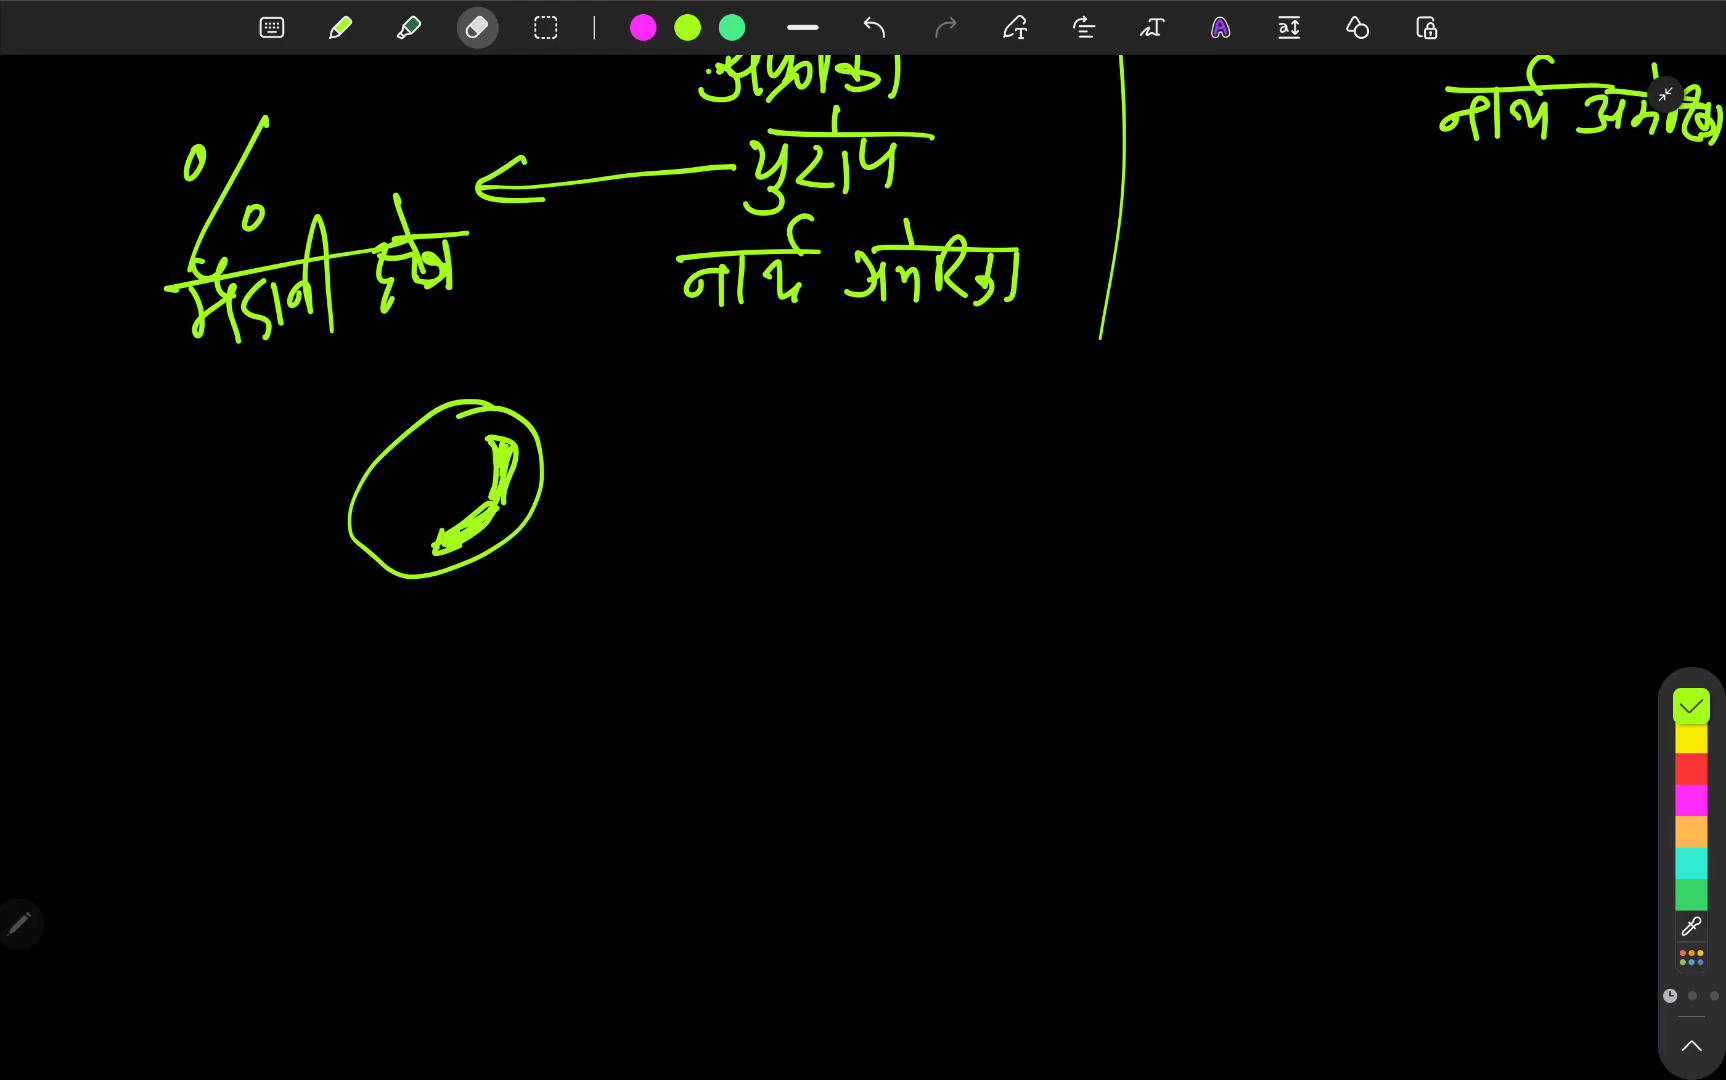 अफ्रीका
नार्थ अमेरिका
युरोप
%
नार्थ अमेरिका
मैदानी